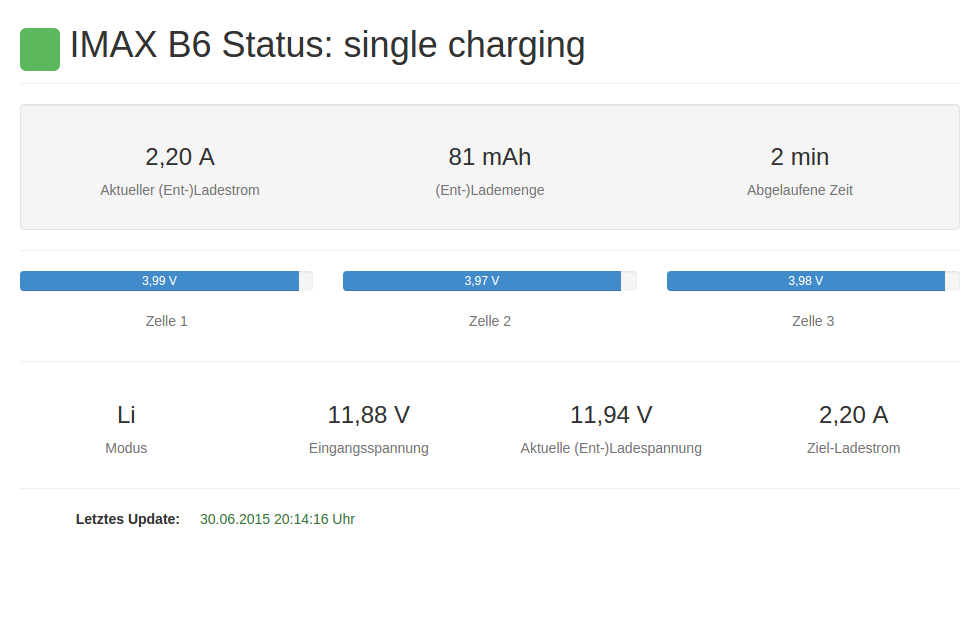 IMAX B6 Status: single charging
2,20 A 81 mAh 2 min
Aktueller (Ent-)Ladestrom (Ent-)Lademenge Abgelaufene Zeit
3,99 V 3,97 V 3,98 V
Zelle 1 Zelle 2 Zelle 3
Li 11,88 V 11,94 V 2,20 A
Modus Eingangsspannung Aktuelle (Ent-)Ladespannung Ziel-Ladestrom
Letztes Update: 30.06.2015 20:14:16 Uhr